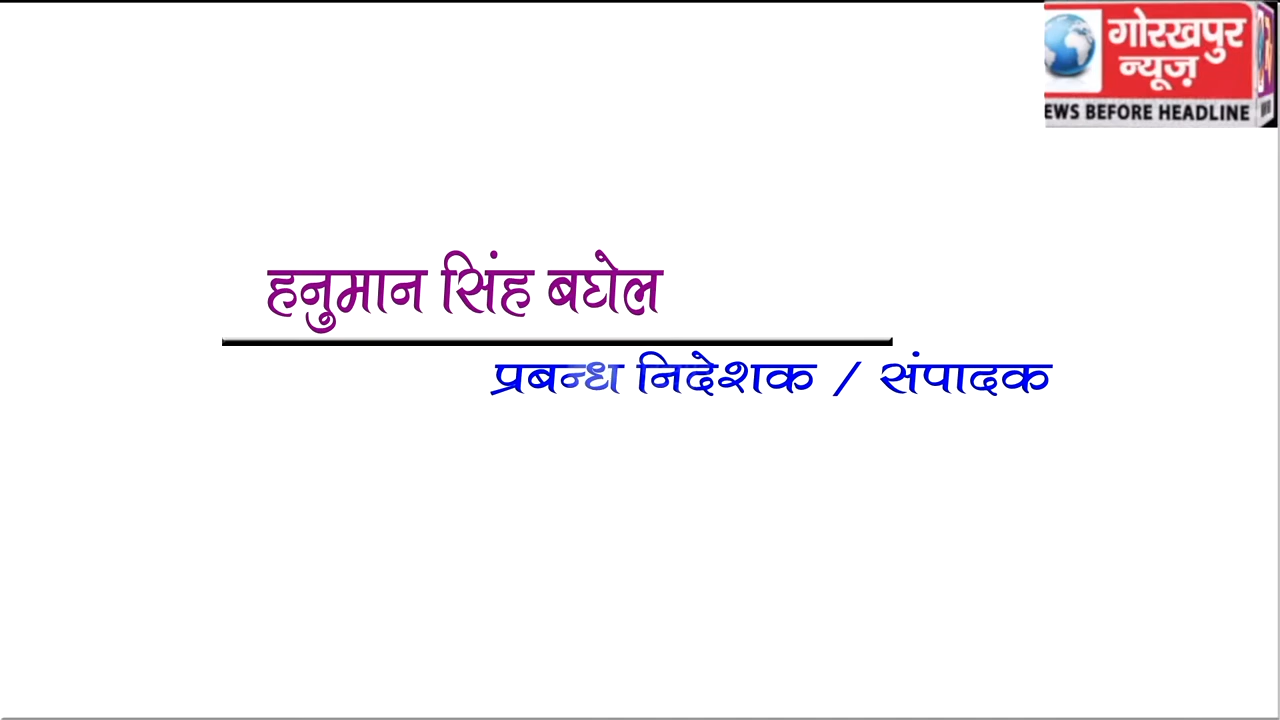 गोरखपुर
न्यूज़
EWS BEFORE HEADLINE
हनुमान सिंह बघेल
प्रबन्ध निदेशक / संपादक